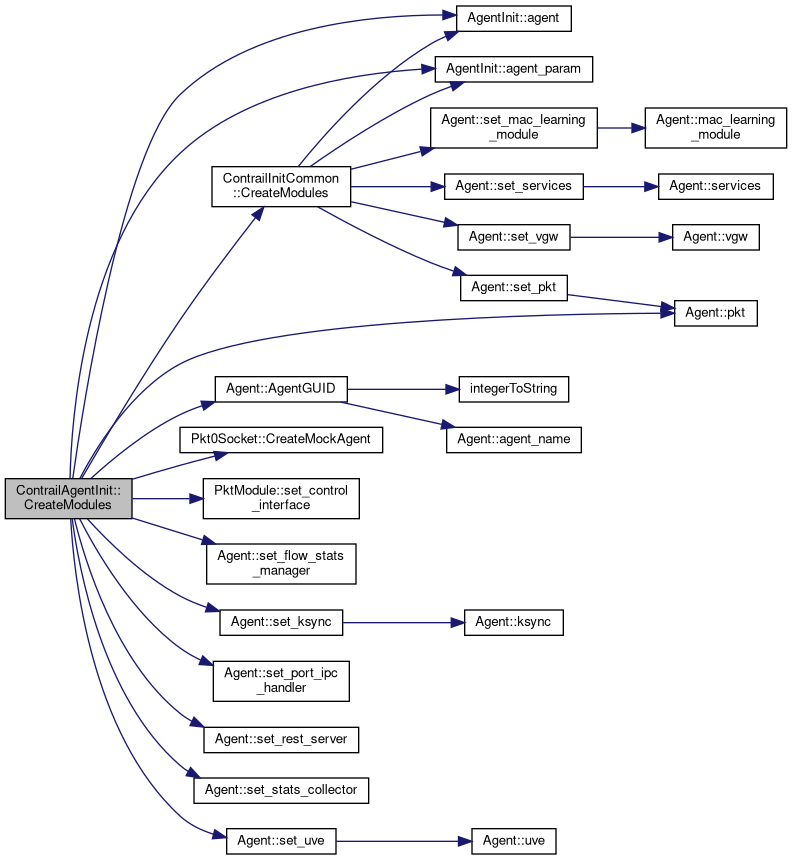 AgentInit::agent
AgentInit::agent_param
Agent::set_mac_learning
_module
Agent::mac_learning
_module
ContrailInitCommon
::CreateModules
Agent::set_services
Agent::services
Agent::set_vgw
Agent::vgw
Agent::set_pkt
Agent::pkt
Agent::AgentGUID
integerToString
Agent::agent_name
Pkt0Socket::CreateMockAgent
ContrailAgentInit::
CreateModules
PktModule::set_control
_interface
Agent::set_flow_stats
_manager
Agent::set_ksync
Agent::ksync
Agent::set_port_ipc
_handler
Agent::set_rest_server
Agent::set_stats_collector
Agent::set_uve
Agent::uve